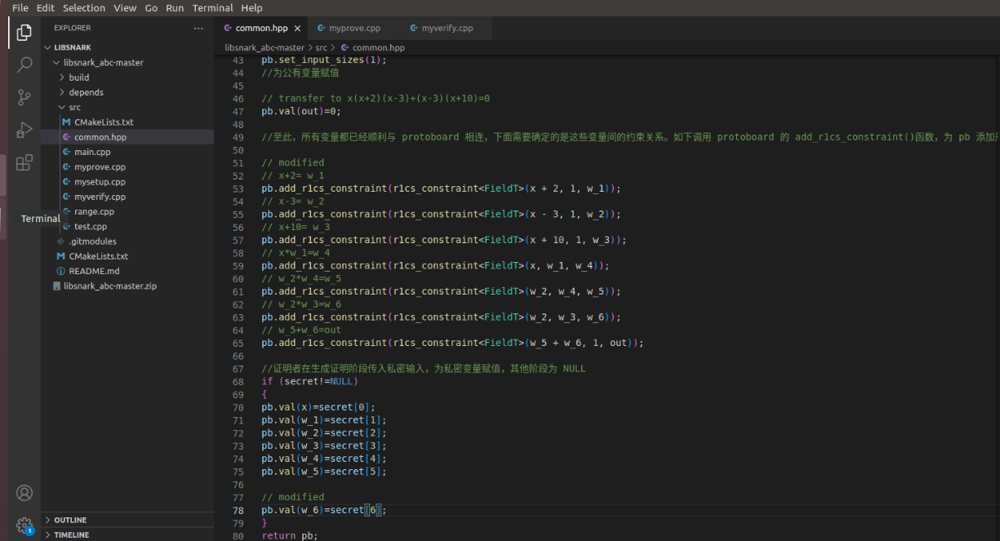 File Edit Selection View Go Run Terminal Help
EXPLORER ...
common.hpp
myprove.cpp
myverify.cpp
LIBSNARK
libsnark_abc-master
build
depends
src
CMakeLists.txt
common.hpp
main.cpp
myprove.cpp
mysetup.cpp
myverify.cpp
range.cpp
Terminal
test.cpp
.gitmodules
CMakeLists.txt
README.md
libsnark_abc-master.zip
1
OUTLINE
TIMELINE
libsnark_abc-master > src > common.hpp
43 pb.set_input_sizes(1);
44 //为公有变量赋值
45
46 // transfer to x(x+2)(x-3)+(x-3)(x+10)=0
47 pb.val(out)=0;
48
49 //至此，所有变量都已经顺利与 protoboard 相连，下面需要确定的是这些变量间的约束关系。如下调用 protoboard 的 add_r1cs_constraint()函数，为 pb 添加
50
51 // modified
52 // x+2= w_1
53 pb.add_r1cs_constraint(r1cs_constraint<FieldT>(x + 2, 1, w_1));
54 // x-3= w_2
55 pb.add_r1cs_constraint(r1cs_constraint<FieldT>(x - 3, 1, w_2));
56 // x+10= w_3
57 pb.add_r1cs_constraint(r1cs_constraint<FieldT>(x + 10, 1, w_3));
58 // x*w_1=w_4
59 pb.add_r1cs_constraint(r1cs_constraint<FieldT>(x, w_1, w_4));
60 // w_2*w_4=w_5
61 pb.add_r1cs_constraint(r1cs_constraint<FieldT>(w_2, w_4, w_5));
62 // w_2*w_3=w_6
63 pb.add_r1cs_constraint(r1cs_constraint<FieldT>(w_2, w_3, w_6));
64 // w_5+w_6=out
65 pb.add_r1cs_constraint(r1cs_constraint<FieldT>(w_5 + w_6, 1, out));
66
67 //证明者在生成证明阶段传入私密输入，为私密变量赋值，其他阶段为 NULL
68 if (secret!=NULL)
69 {
70 pb.val(x)=secret[0];
71 pb.val(w_1)=secret[1];
72 pb.val(w_2)=secret[2];
73 pb.val(w_3)=secret[3];
74 pb.val(w_4)=secret[4];
75 pb.val(w_5)=secret[5];
76
77 // modified
78 pb.val(w_6)=secret[6];
79 }
80 return pb;